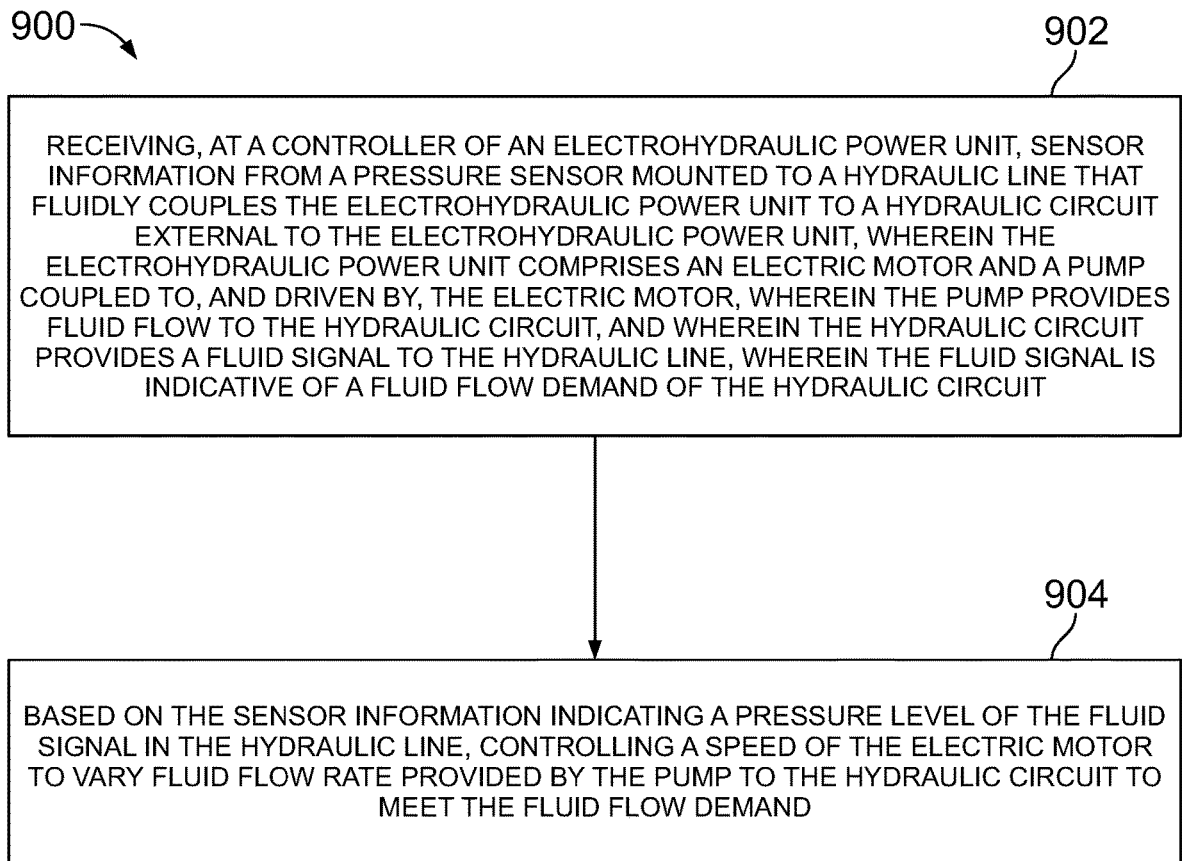 900
902
RECEIVING, AT A CONTROLLER OF AN ELECTROHYDRAULIC POWER UNIT, SENSOR
INFORMATION FROM A PRESSURE SENSOR MOUNTED TO A HYDRAULIC LINE THAT
FLUIDLY COUPLES THE ELECTROHYDRAULIC POWER UNIT TO A HYDRAULIC CIRCUIT
EXTERNAL TO THE ELECTROHYDRAULIC POWER UNIT, WHEREIN THE
ELECTROHYDRAULIC POWER UNIT COMPRISES AN ELECTRIC MOTOR AND A PUMP
COUPLED TO, AND DRIVEN BY, THE ELECTRIC MOTOR, WHEREIN THE PUMP PROVIDES
FLUID FLOW TO THE HYDRAULIC CIRCUIT, AND WHEREIN THE HYDRAULIC CIRCUIT
PROVIDES A FLUID SIGNAL TO THE HYDRAULIC LINE, WHEREIN THE FLUID SIGNAL IS
INDICATIVE OF A FLUID FLOW DEMAND OF THE HYDRAULIC CIRCUIT
904
BASED ON THE SENSOR INFORMATION INDICATING A PRESSURE LEVEL OF THE FLUID
SIGNAL IN THE HYDRAULIC LINE, CONTROLLING A SPEED OF THE ELECTRIC MOTOR
TO VARY FLUID FLOW RATE PROVIDED BY THE PUMP TO THE HYDRAULIC CIRCUIT TO
MEET THE FLUID FLOW DEMAND